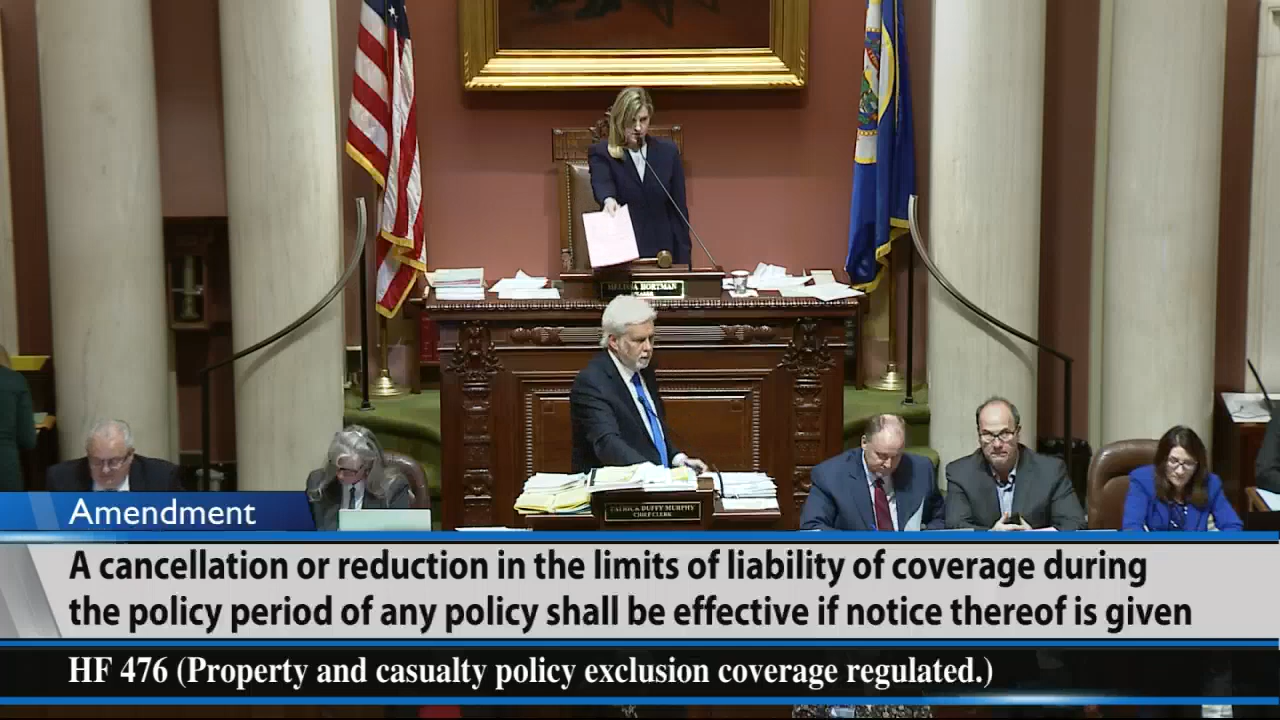 MELISSA HORTMAN
PATRICK DUFFY MURPHY
CHIEF CLERK
Amendment
A cancellation or reduction in the limits of liability of coverage during
the policy period of any policy shall be effective if notice thereof is given
HF 476 (Property and casualty policy exclusion coverage regulated.)